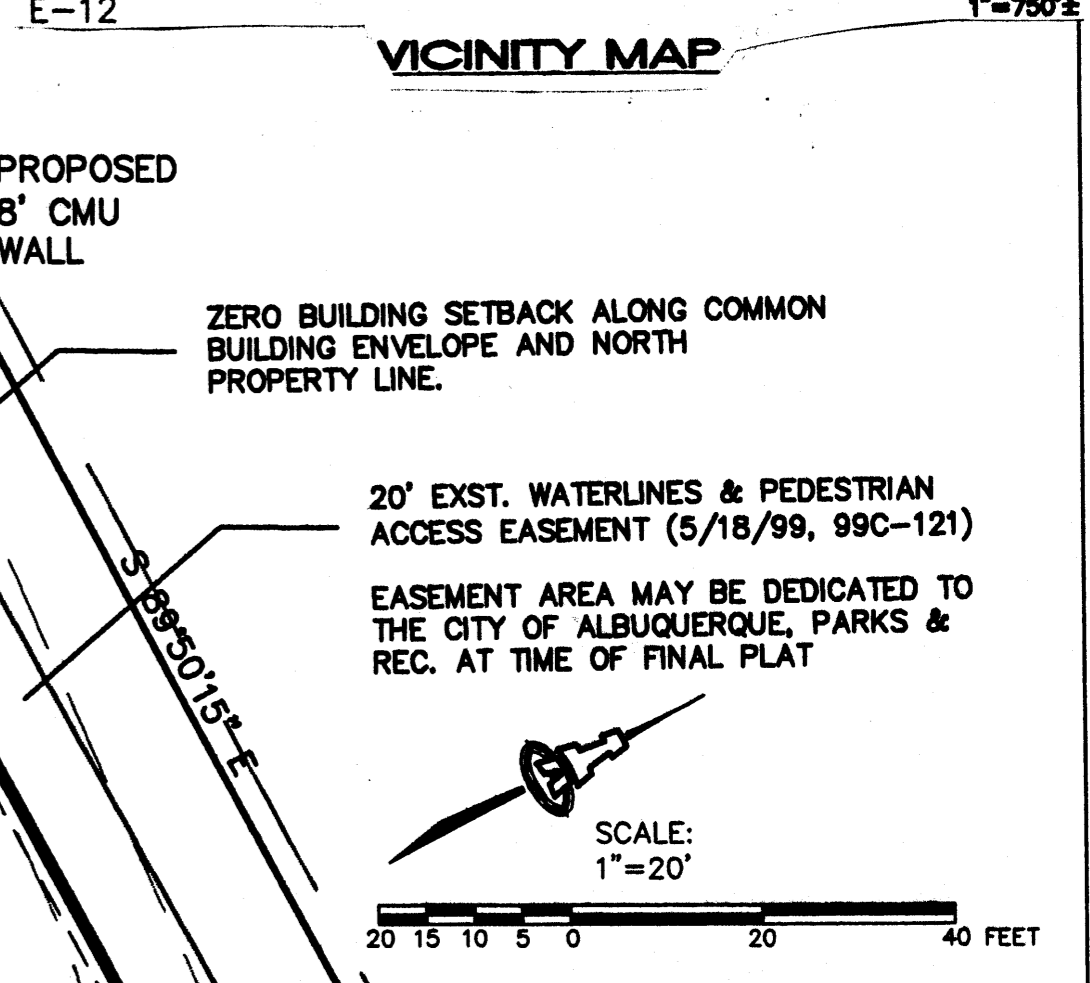 E-12
1"=750'±
VICINITY MAP
PROPOSED
8' CMU
WALL
ZERO BUILDING SETBACK ALONG COMMON
BUILDING ENVELOPE AND NORTH
PROPERTY LINE.
20' EXST. WATERLINES & PEDESTRIAN
ACCESS EASEMENT (5/18/99, 99C-121)
EASEMENT AREA MAY BE DEDICATED TO
THE CITY OF ALBUQUERQUE, PARKS &
REC. AT TIME OF FINAL PLAT
S 89°50'15" E
SCALE:
1"=20'
20 15 10 5 0 20 40 FEET